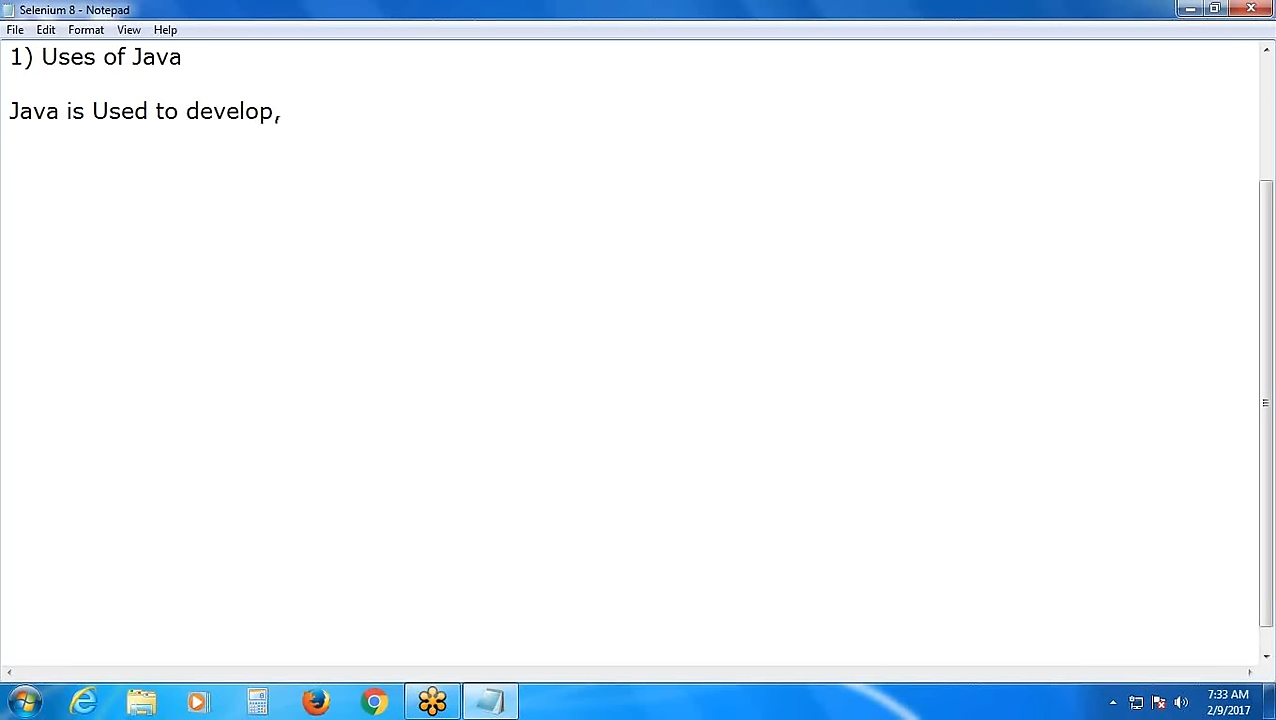 Selenium 8 - Notepad
File Edit Format View Help
1) Uses of Java
Java is Used to develop,
7:33 AM
2/9/2017